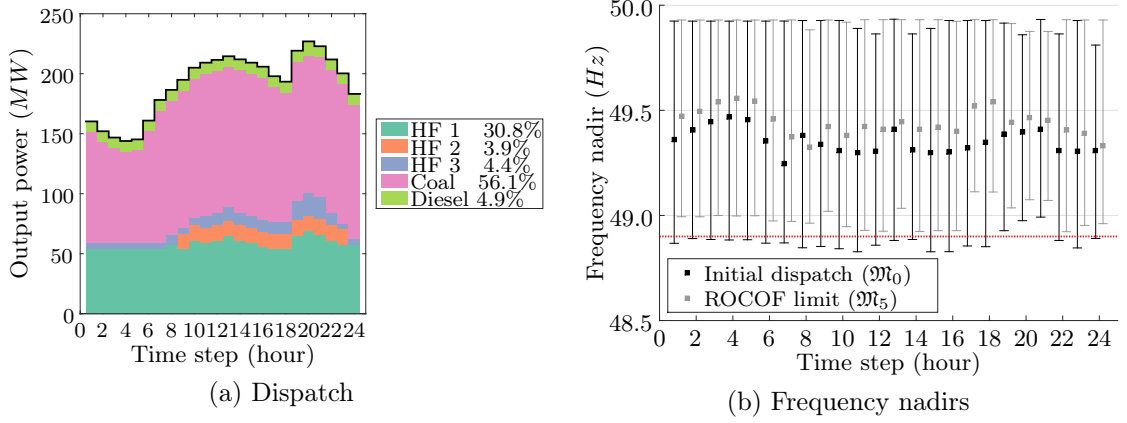 250
200
150
100
50
0
Output power (MW)
0 2 4 6 8 10 12 14 16 18 20 22 24
Time step (hour)
HF 1 30.8%
HF 2 3.9%
HF 3 4.4%
Coal 56.1%
Diesel 4.9%
(a) Dispatch
50.0
49.5
49.0
48.5
Frequency nadir (Hz)
Initial dispatch (𝔐₀)
ROCOF limit (𝔐₅)
0 2 4 6 8 10 12 14 16 18 20 22 24
Time step (hour)
(b) Frequency nadirs